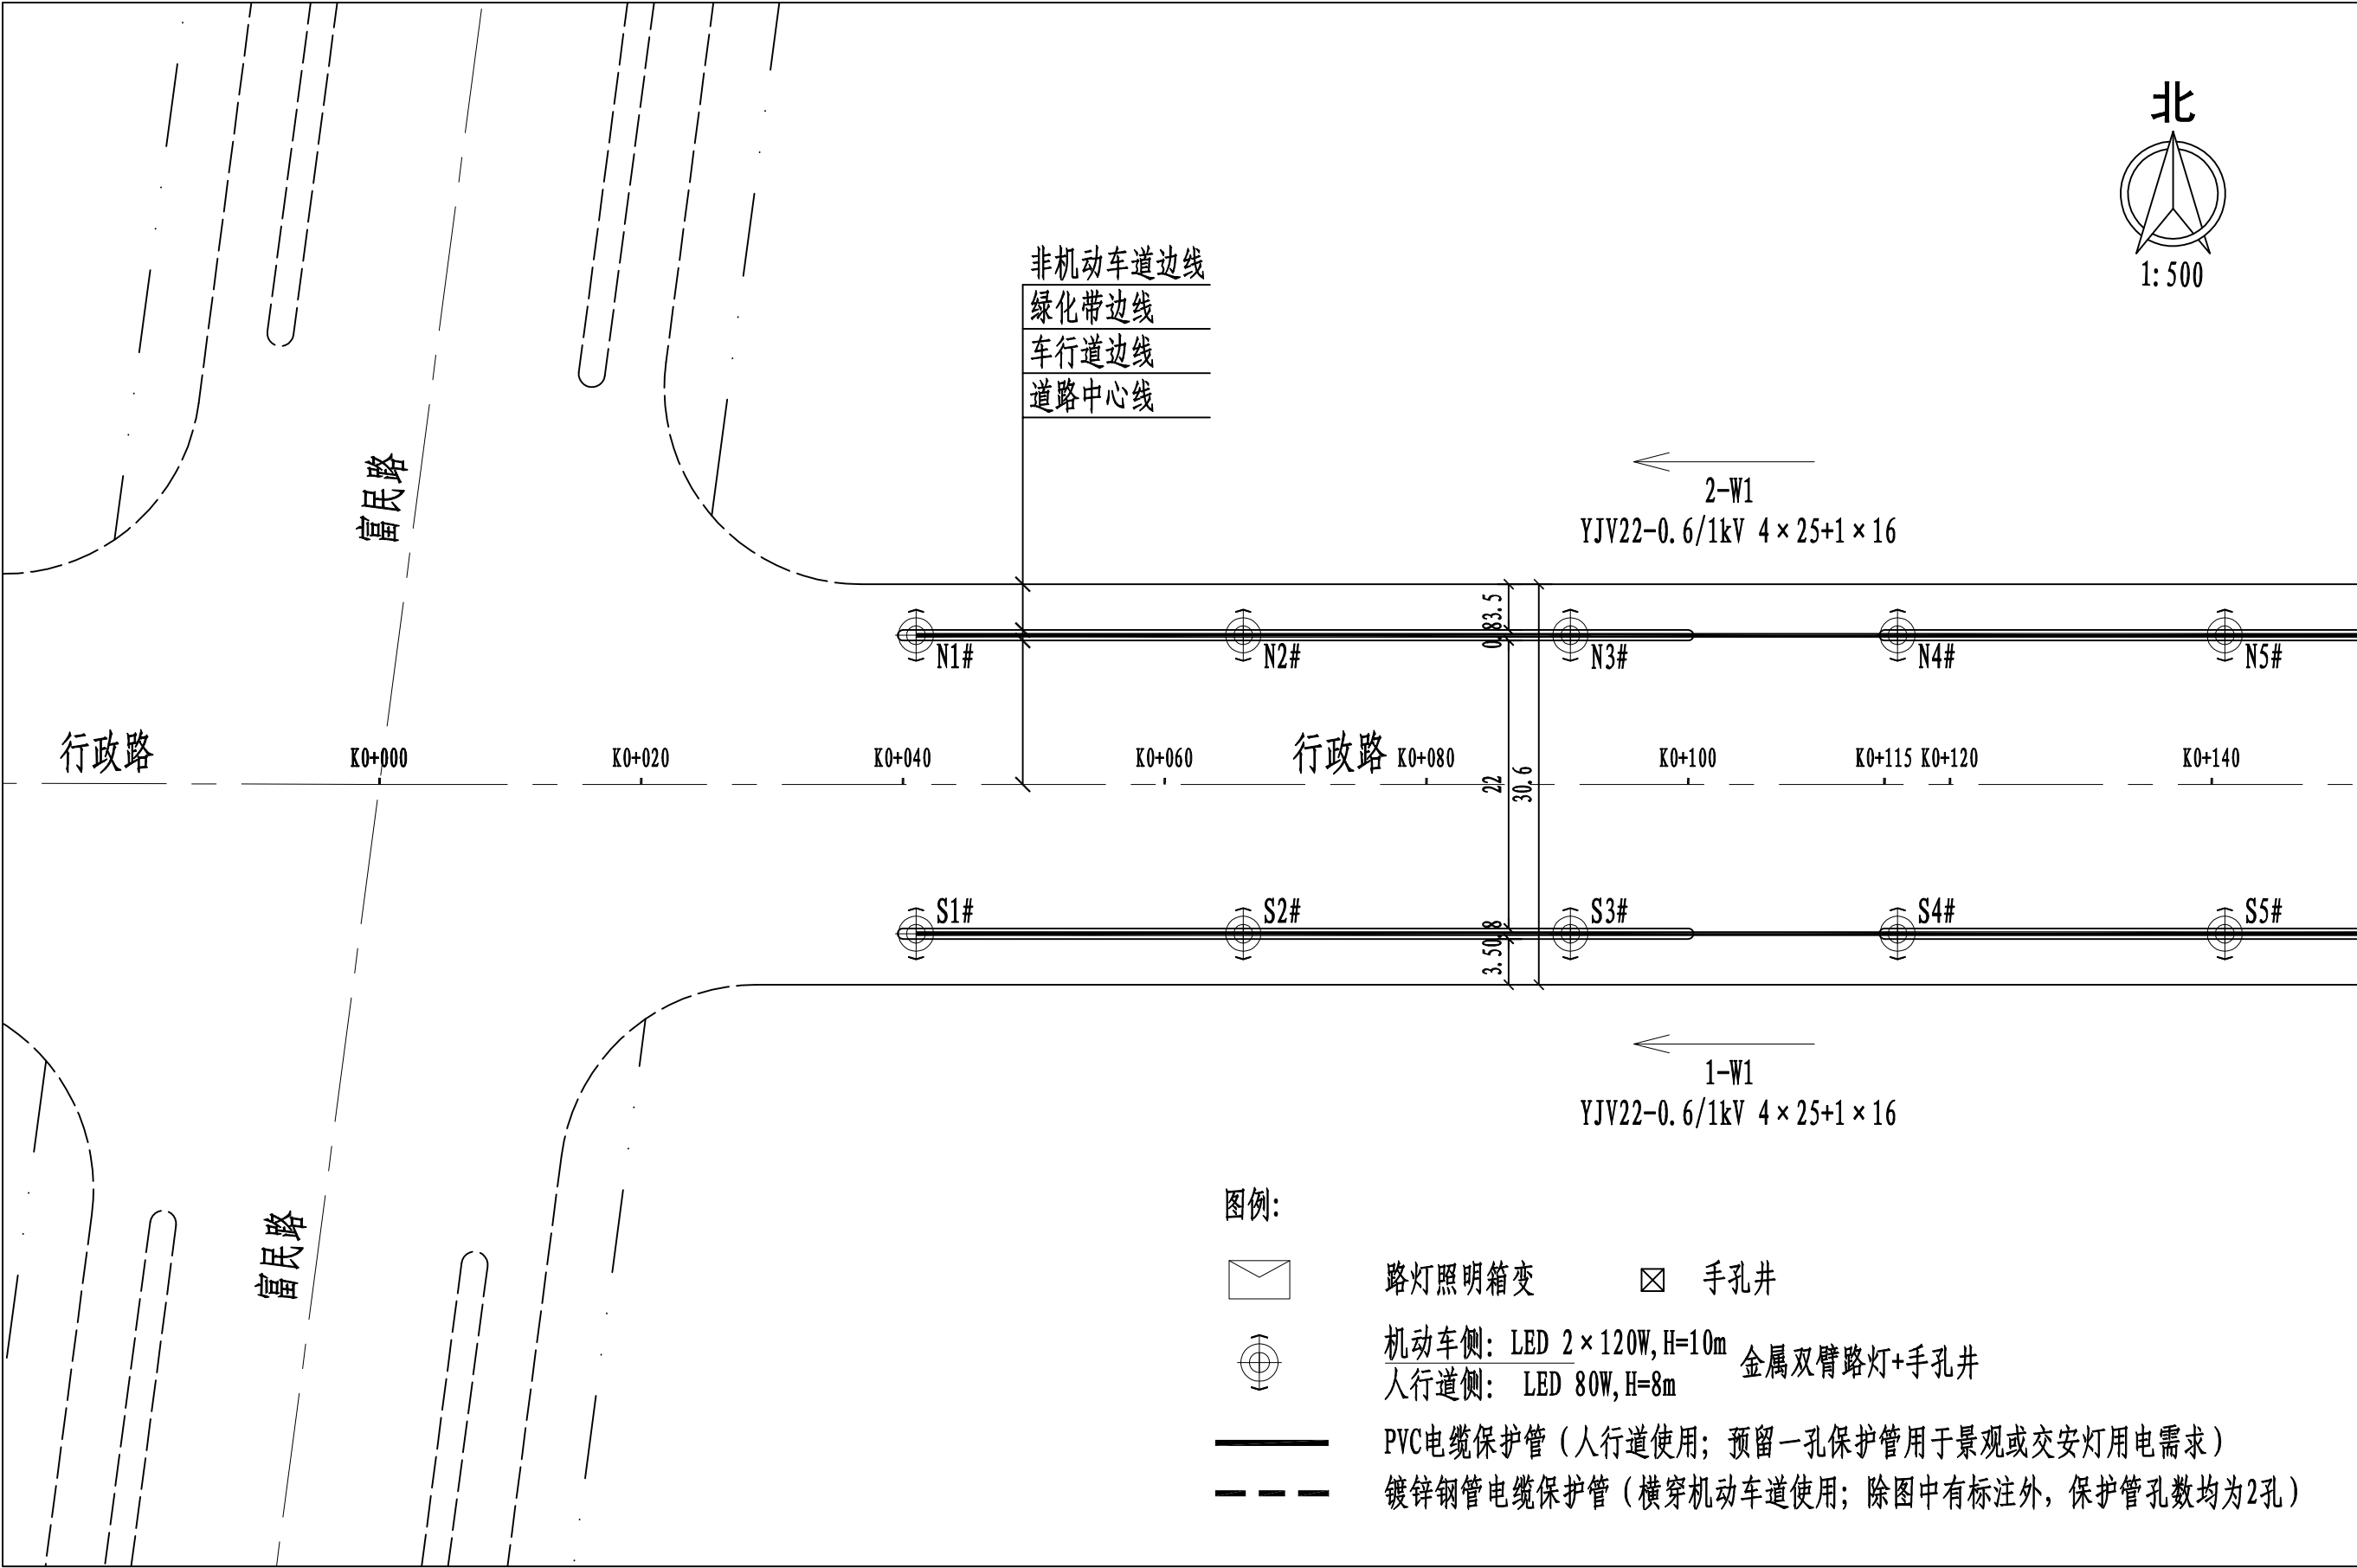 北
1:500
非机动车道边线
绿化带边线
车行道边线
道路中心线
富民路
2-W1
YJV22-0.6/1kV 4×25+1×16
3.5
0.8
N1#
N2#
N3#
N4#
N5#
行政路
行政路
K0+000
K0+020
K0+040
K0+060
K0+080
K0+100
K0+115
K0+120
K0+140
22
30.6
S1#
S2#
S3#
S4#
S5#
0.8
3.5
1-W1
YJV22-0.6/1kV 4×25+1×16
富民路
图例:
路灯照明箱变
手孔井
机动车侧: LED 2×120W,H=10m
人行道侧: LED 80W,H=8m
金属双臂路灯+手孔井
PVC电缆保护管(人行道使用;预留一孔保护管用于景观或交安灯用电需求)
镀锌钢管电缆保护管(横穿机动车道使用;除图中有标注外,保护管孔数均为2孔)